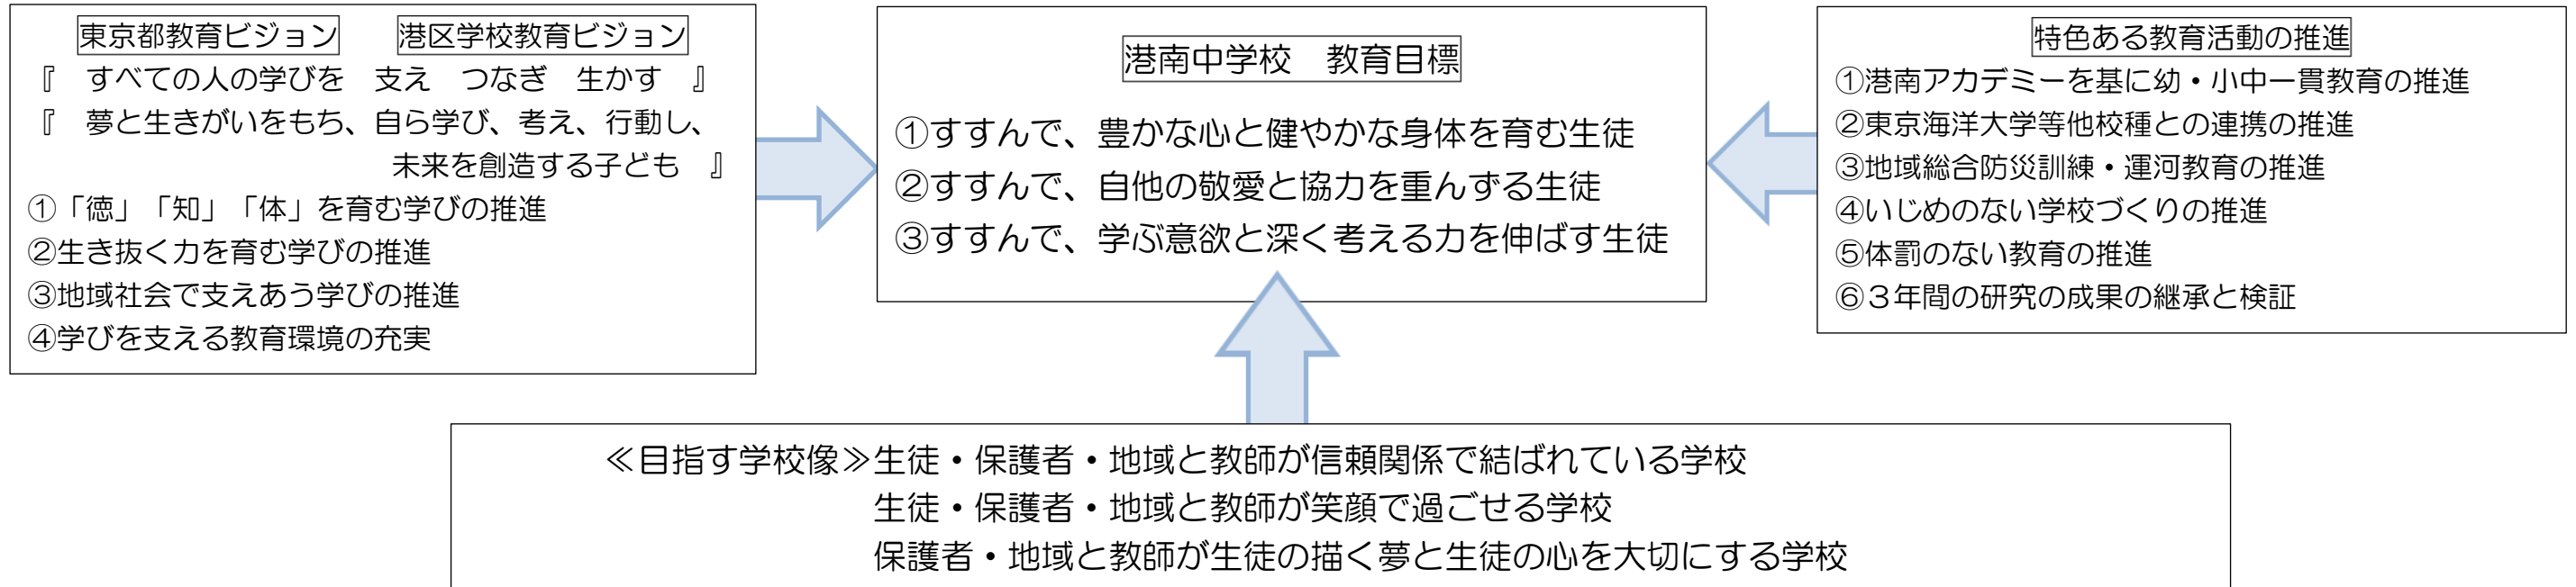 東京都教育ビジョン　港区学校教育ビジョン
『　すべての人の学びを　支え　つなぎ　生かす　』
『　夢と生きがいをもち、自ら学び、考え、行動し、
未来を創造する子ども　』
①「徳」「知」「体」を育む学びの推進
②生き抜く力を育む学びの推進
③地域社会で支えあう学びの推進
④学びを支える教育環境の充実
港南中学校　教育目標
①すすんで、豊かな心と健やかな身体を育む生徒
②すすんで、自他の敬愛と協力を重んずる生徒
③すすんで、学ぶ意欲と深く考える力を伸ばす生徒
特色ある教育活動の推進
①港南アカデミーを基に幼・小中一貫教育の推進
②東京海洋大学等他校種との連携の推進
③地域総合防災訓練・運河教育の推進
④いじめのない学校づくりの推進
⑤体罰のない教育の推進
⑥３年間の研究の成果の継承と検証
≪目指す学校像≫生徒・保護者・地域と教師が信頼関係で結ばれている学校
生徒・保護者・地域と教師が笑顔で過ごせる学校
保護者・地域と教師が生徒の描く夢と生徒の心を大切にする学校